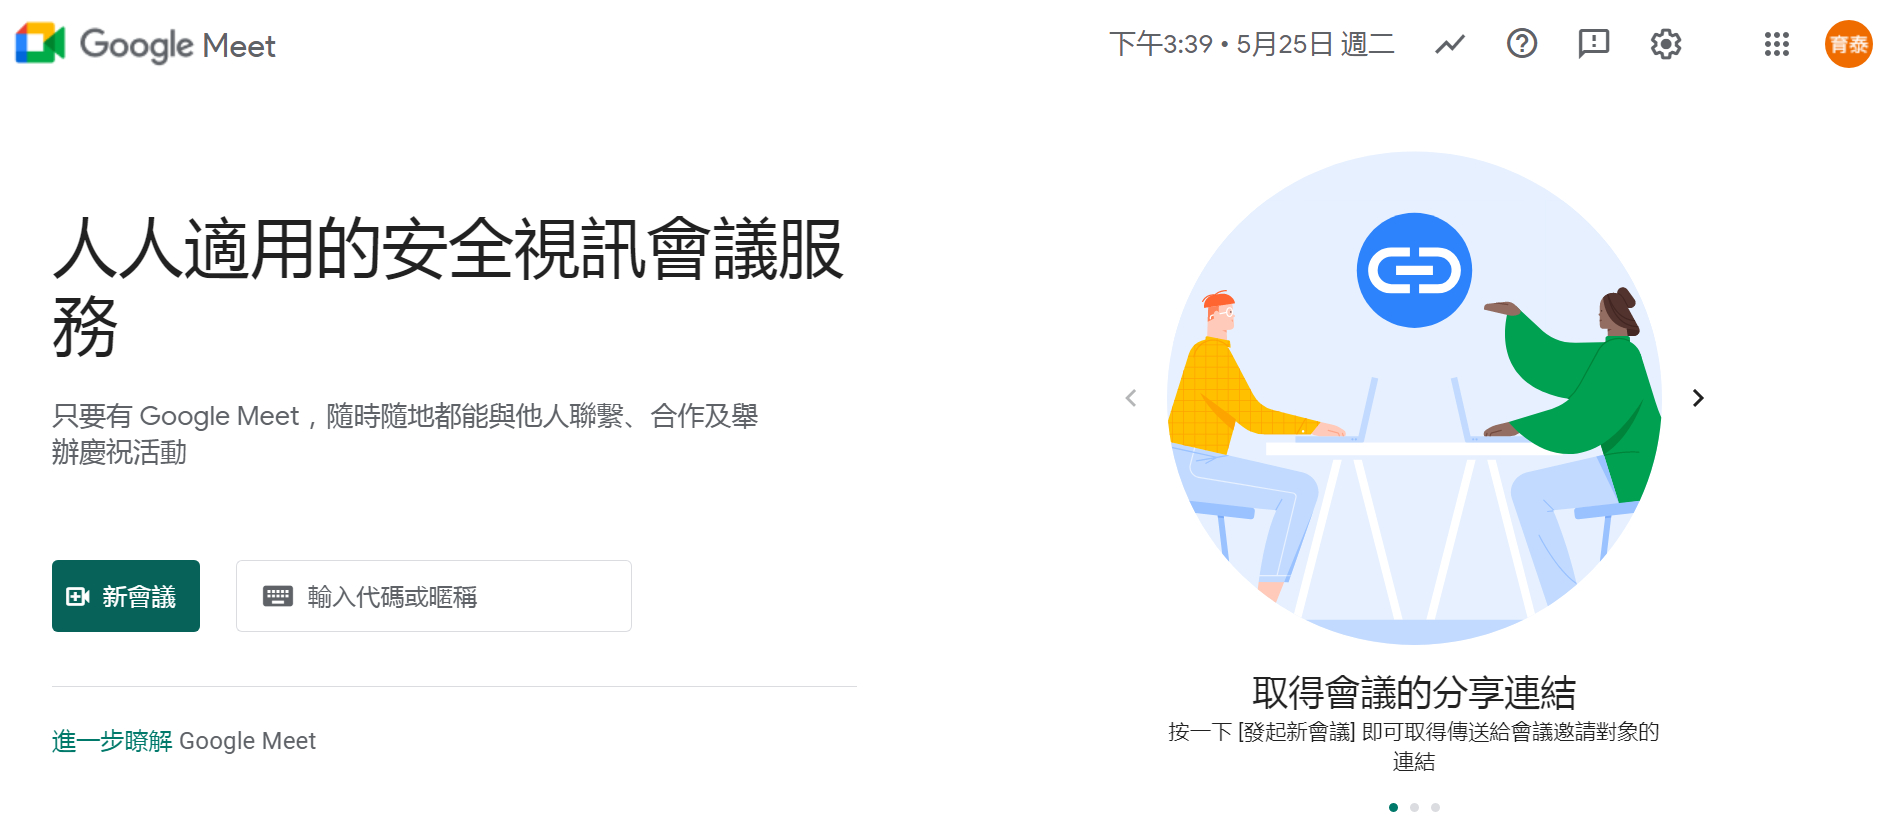 Google Meet
下午3:39 • 5月25日 週二
育泰
人人適用的安全視訊會議服
務
只要有 Google Meet，隨時隨地都能與他人聯繫、合作及舉
辦慶祝活動
新會議
輸入代碼或暱稱
進一步瞭解 Google Meet
取得會議的分享連結
按一下 [發起新會議] 即可取得傳送給會議邀請對象的
連結